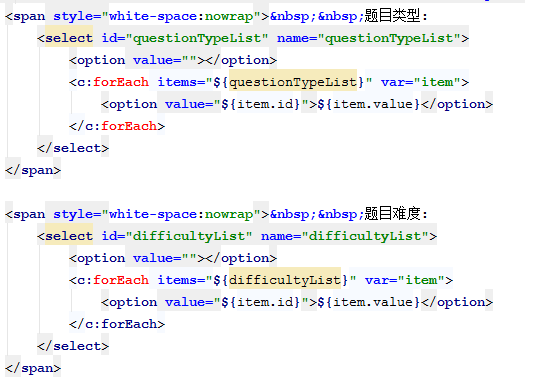 <span style="white-space:nowrap">&nbsp;&nbsp;题目类型:
<select id="questionTypeList" name="questionTypeList">
<option value=""></option>
<c:forEach items="${questionTypeList}" var="item">
<option value="${item.id}">${item.value}</option>
</c:forEach>
</select>
</span>
<span style="white-space:nowrap">&nbsp;&nbsp;题目难度:
<select id="difficultyList" name="difficultyList">
<option value=""></option>
<c:forEach items="${difficultyList}" var="item">
<option value="${item.id}">${item.value}</option>
</c:forEach>
</select>
</span>